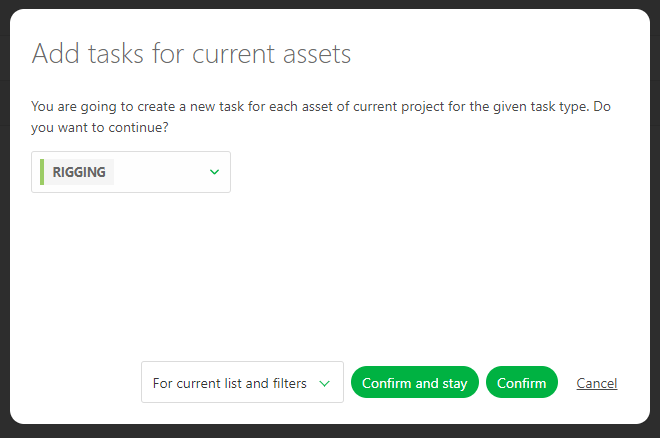 Add tasks for current assets
You are going to create a new task for each asset of current project for the given task type. Do
you want to continue?
RIGGING
For current list and filters
Confirm and stay
Confirm
Cancel